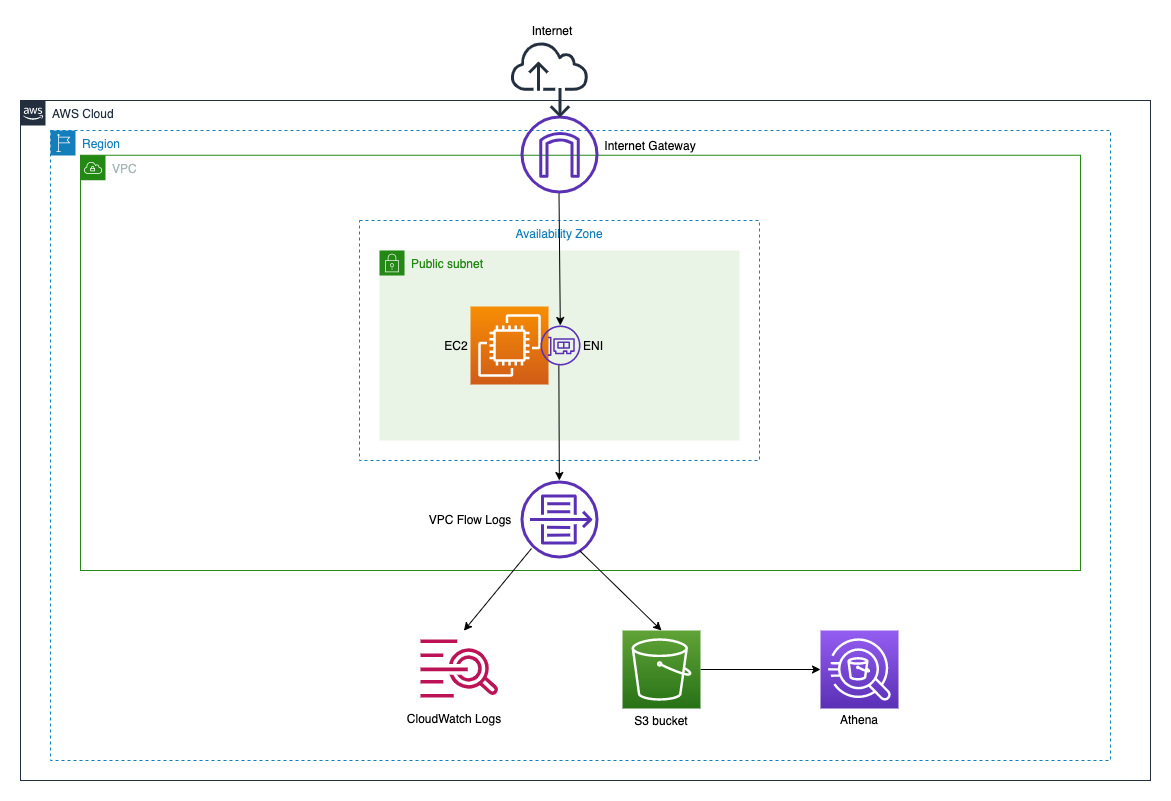 Internet
aws
AWS Cloud
Region
Internet Gateway
VPC
Availability Zone
Public subnet
EC2
ENI
VPC Flow Logs
CloudWatch Logs
S3 bucket
Athena